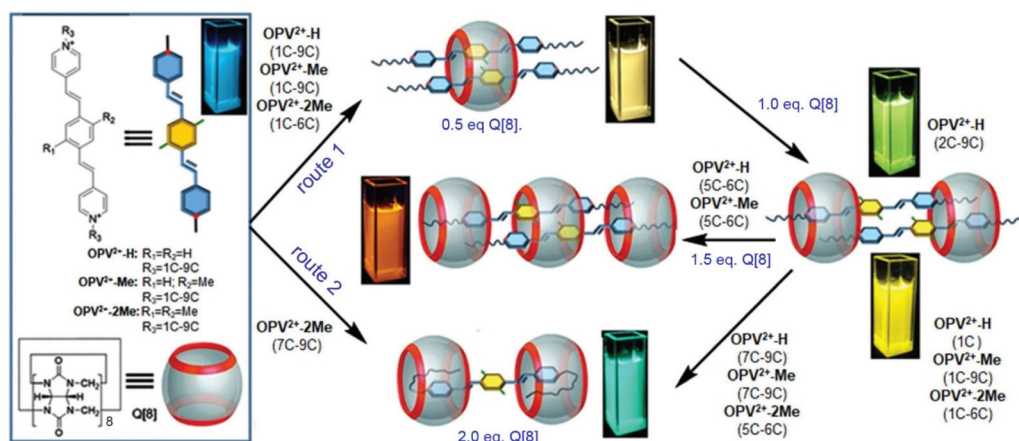 R₃
N⁺
R₂
R₁
N⁺
R₃
OPV²⁺-H: R₁=R₂=H
R₃=1C-9C
OPV²⁺-Me: R₁=H; R₂=Me
R₃=1C-9C
OPV²⁺-2Me: R₁=R₂=Me
R₃=1C-9C
O
N N CH₂
H H
N N CH₂
O
8
Q[8]
OPV²⁺-H
(1C-9C)
OPV²⁺-Me
(1C-9C)
OPV²⁺-2Me
(1C-6C)
route 1
route 2
OPV²⁺-2Me
(7C-9C)
0.5 eq Q[8].
1.0 eq. Q[8]
OPV²⁺-H
(2C-9C)
OPV²⁺-H
(5C-6C)
OPV²⁺-Me
(5C-6C)
1.5 eq. Q[8]
OPV²⁺-H
(7C-9C)
OPV²⁺-Me
(7C-9C)
OPV²⁺-2Me
(5C-6C)
OPV²⁺-H
(1C)
OPV²⁺-Me
(1C-9C)
OPV²⁺-2Me
(1C-6C)
2.0 eq. Q[8]